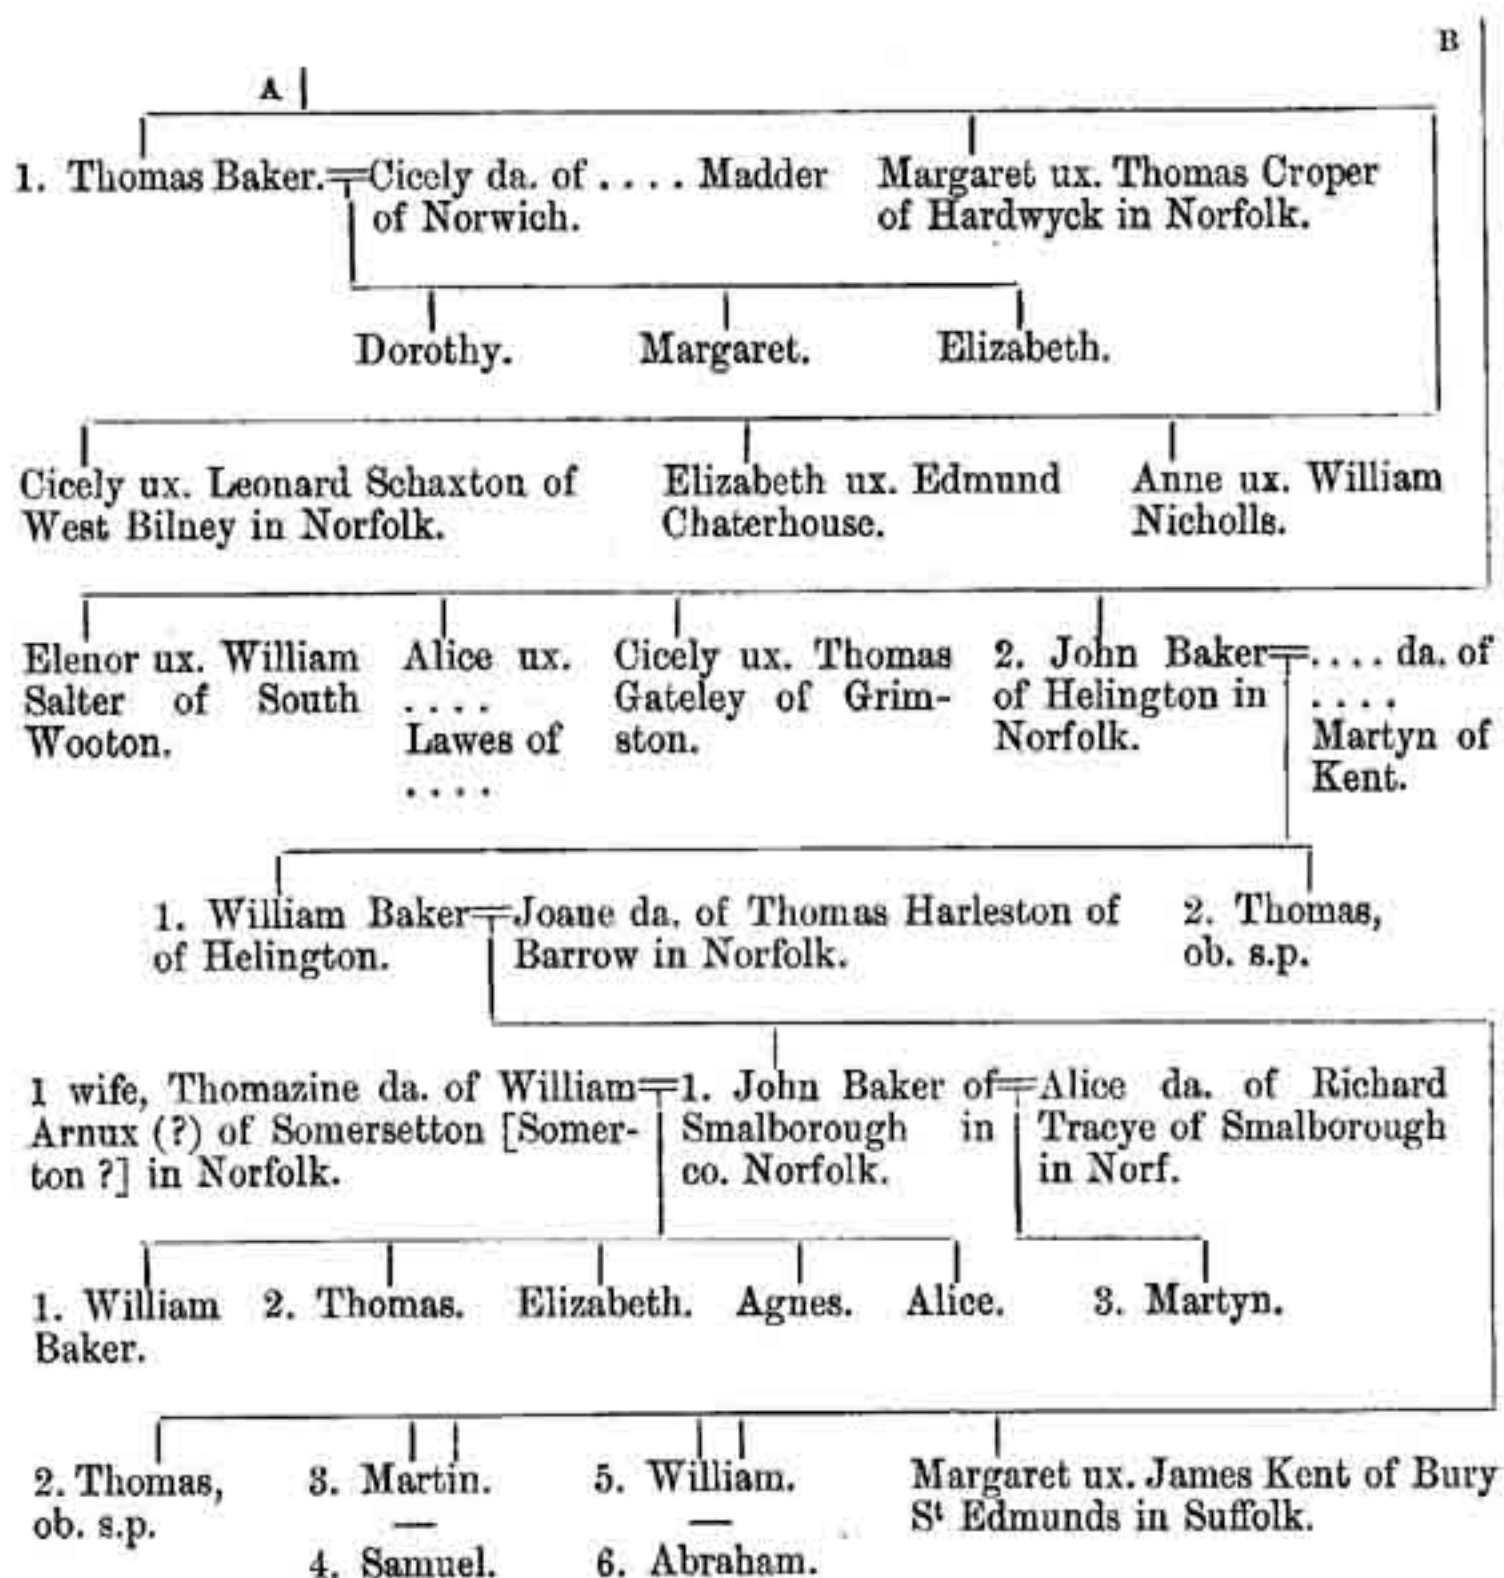 B
A
1. Thomas Baker.
Cicely da. of . . . . Madder
of Norwich.
Margaret ux. Thomas Croper
of Hardwyck in Norfolk.
Dorothy.
Margaret.
Elizabeth.
Cicely ux. Leonard Schaxton of
West Bilney in Norfolk.
Elizabeth ux. Edmund
Chaterhouse.
Anne ux. William
Nicholls.
Elenor ux. William
Salter of South
Wooton.
Alice ux.
. . . .
Lawes of
. . . .
Cicely ux. Thomas
Gateley of Grim-
ston.
2. John Baker
of Helington in
Norfolk.
. . . . da. of
. . . .
Martyn of
Kent.
1. William Baker
of Helington.
Joane da. of Thomas Harleston of
Barrow in Norfolk.
2. Thomas,
ob. s.p.
1 wife, Thomazine da. of William
Arnux (?) of Somersetton [Somer-
ton ?] in Norfolk.
1. John Baker of
Smalborough in
co. Norfolk.
Alice da. of Richard
Tracye of Smalborough
in Norf.
1. William
Baker.
2. Thomas.
Elizabeth.
Agnes.
Alice.
3. Martyn.
2. Thomas,
ob. s.p.
3. Martin.
—
4. Samuel.
5. William.
—
6. Abraham.
Margaret ux. James Kent of Bury
St Edmunds in Suffolk.